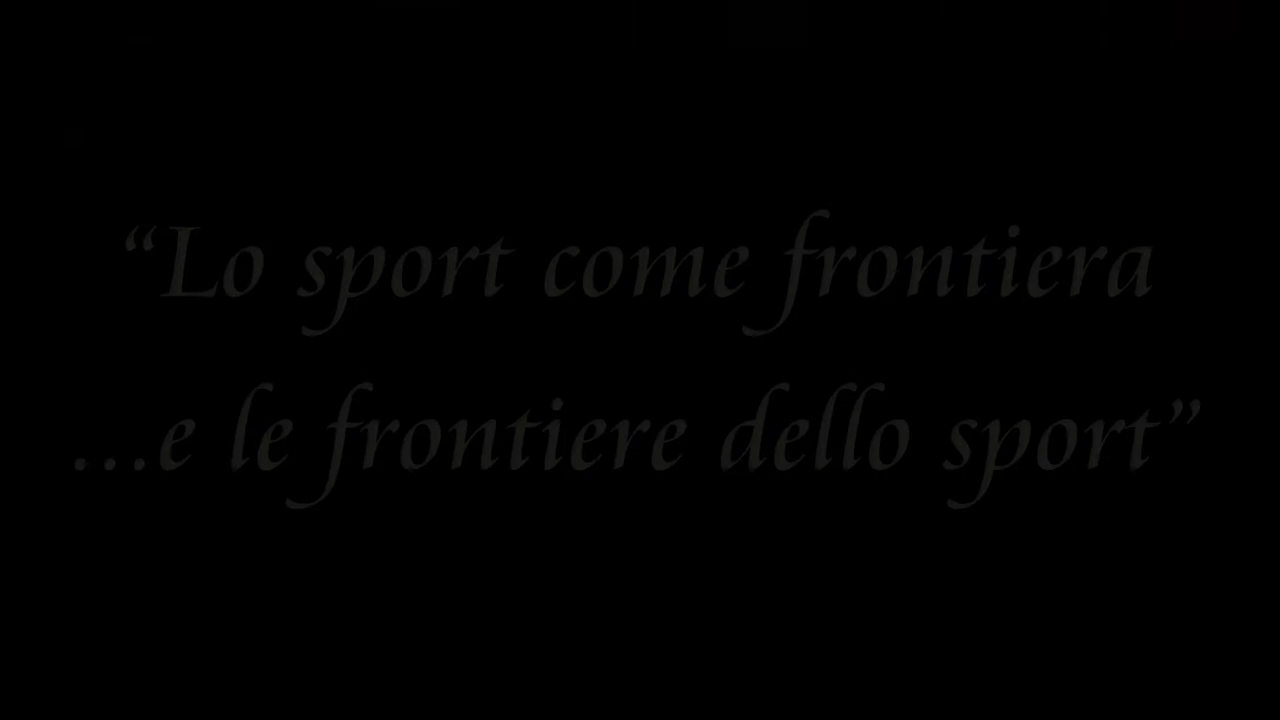 “Lo sport come frontiera
...e le frontiere dello sport”